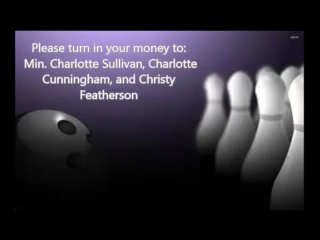 Please turn in your money to:
Min. Charlotte Sullivan, Charlotte
Cunningham, and Christy
Featherson